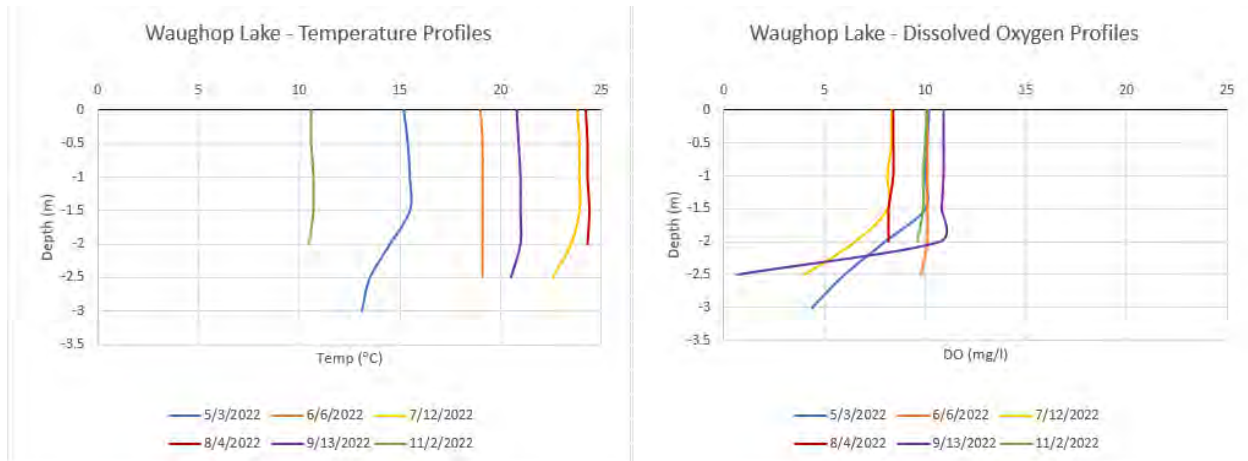 Waughop Lake - Temperature Profiles
0 5 10 15 20 25
0
-0.5
-1
-1.5
-2
-2.5
-3
-3.5
Depth (m)
Temp (°C)
5/3/2022 6/6/2022 7/12/2022
8/4/2022 9/13/2022 11/2/2022
Waughop Lake - Dissolved Oxygen Profiles
0 5 10 15 20 25
0
-0.5
-1
-1.5
-2
-2.5
-3
-3.5
Depth (m)
DO (mg/l)
5/3/2022 6/6/2022 7/12/2022
8/4/2022 9/13/2022 11/2/2022